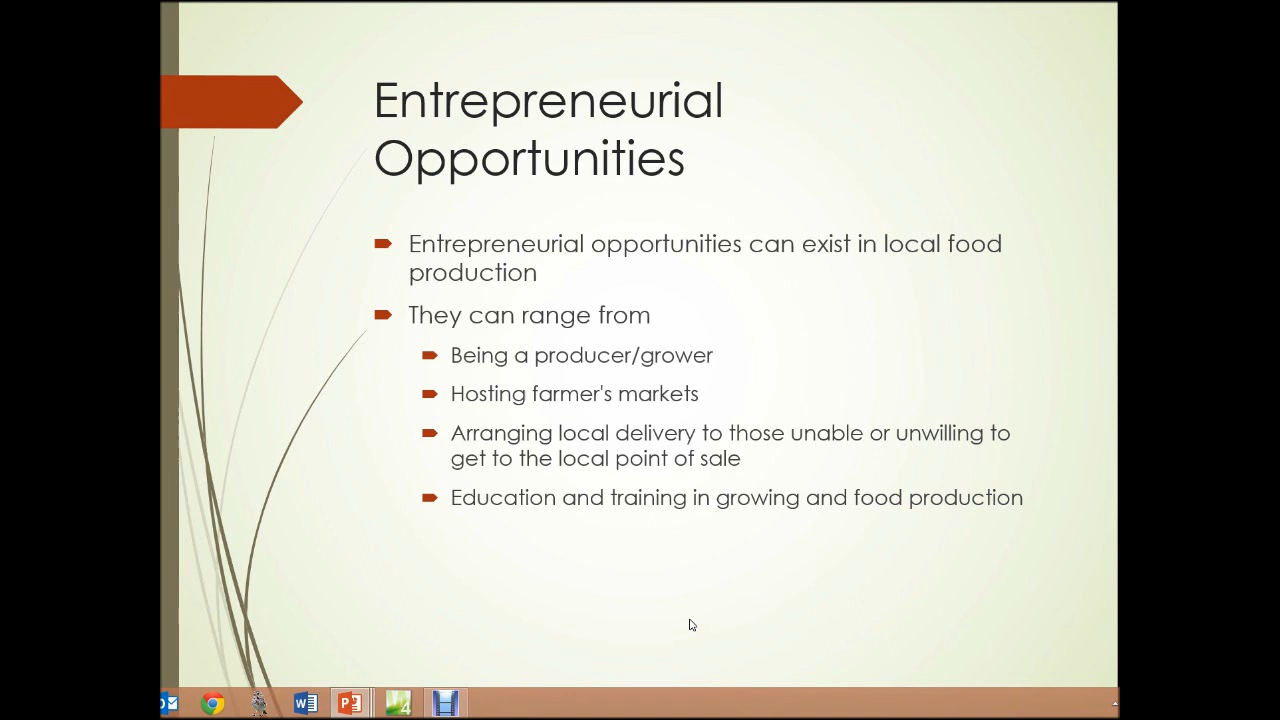 Entrepreneurial
Opportunities
Entrepreneurial opportunities can exist in local food
production
They can range from
Being a producer/grower
Hosting farmer's markets
Arranging local delivery to those unable or unwilling to
get to the local point of sale
Education and training in growing and food production